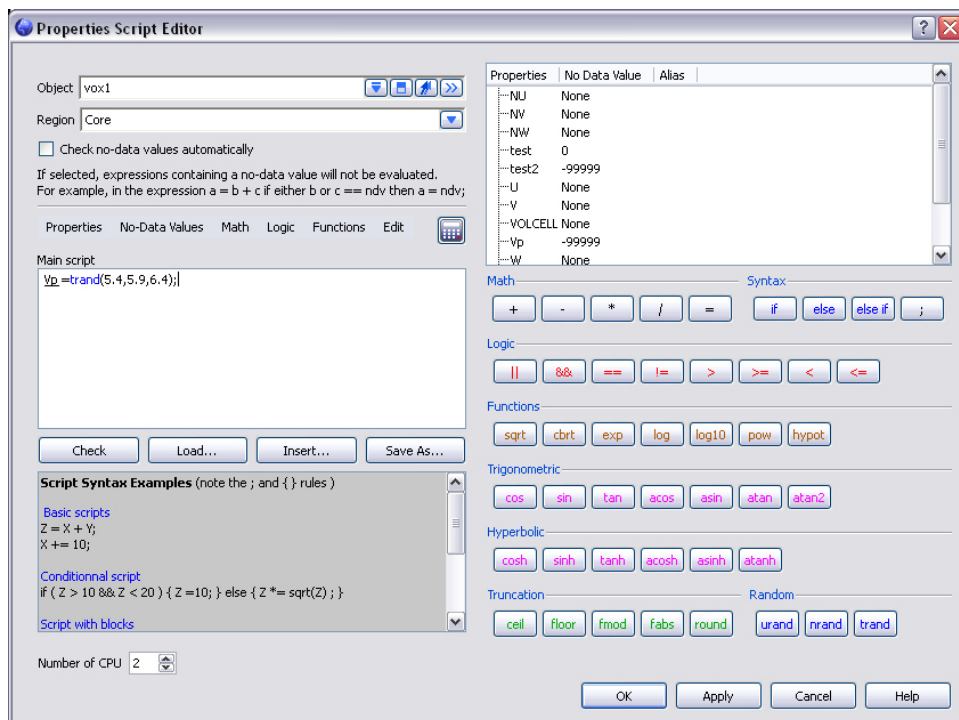 Properties Script Editor
Object vox1
Region Core
Check no-data values automatically
If selected, expressions containing a no-data value will not be evaluated.
For example, in the expression a = b + c if either b or c == ndv then a = ndv;
Properties No-Data Values Math Logic Functions Edit
Main script
Vp =trand(5.4,5.9,6.4);
Check Load... Insert... Save As...
Script Syntax Examples (note the ; and { } rules )
Basic scripts
Z = X + Y;
X += 10;
Conditionnal script
if ( Z > 10 && Z < 20 ) { Z =10; } else { Z *= sqrt(Z) ; }
Script with blocks
Number of CPU 2
Properties No Data Value Alias
NU None
NV None
NW None
test 0
test2 -99999
U None
V None
VOLCELL None
Vp -99999
W None
Math Syntax
+ - * / = if else else if ;
Logic
|| && == != > >= < <=
Functions
sqrt cbrt exp log log10 pow hypot
Trigonometric
cos sin tan acos asin atan atan2
Hyperbolic
cosh sinh tanh acosh asinh atanh
Truncation Random
ceil floor fmod fabs round urand nrand trand
OK Apply Cancel Help